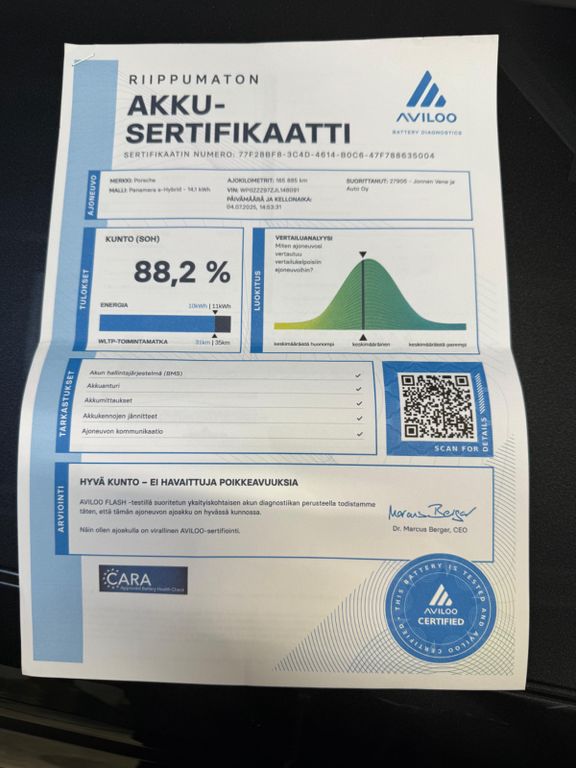 RIIPPUMATON
AKKU-
SERTIFIKAATTI
SERTIFIKAATIN NUMERO: 77F28BF8-3C4D-4614-B0C6-47F788635004
AVILOO
BATTERY DIAGNOSTICS
AJONEUVO
MERKKI: Porsche
MALLI: Panamera e-Hybrid - 14,1 kWh
AJOKILOMETRIT: 165 885 km
VIN: WP0ZZZ97ZJL148091
PÄIVÄMÄÄRÄ JA KELLONAIKA:
04.07.2025, 14:53:31
SUORITTANUT: 27906 - Jonnen Vene ja
Auto Oy
TULOKSET
KUNTO (SOH)
88,2 %
ENERGIA
10kWh | 11kWh
WLTP-TOIMINTAMATKA
31km | 35km
LUOKITUS
VERTAILUANALYYSI
Miten ajoneuvosi
vertautuu
vertailukelpoisiin
ajoneuvoihin?
keskimääräistä huonompi
keskimääräinen
keskimääräistä parempi
TARKASTUKSET
Akun hallintajärjestelmä (BMS)
Akkuanturi
Akkumittaukset
Akkukennojen jännitteet
Ajoneuvon kommunikaatio
SCAN FOR DETAILS
ARVIOINTI
HYVÄ KUNTO – EI HAVAITTUJA POIKKEAVUUKSIA
AVILOO FLASH -testillä suoritetun yksityiskohtaisen akun diagnostiikan perusteella todistamme
täten, että tämän ajoneuvon ajoakku on hyvässä kunnossa.
Näin ollen ajoakulla on virallinen AVILOO-sertifiointi.
Marcus Berger
Dr. Marcus Berger, CEO
CARA
Approved Battery Health Check
THIS BATTERY IS TESTED AND AVILOO CERTIFIED
AVILOO
CERTIFIED